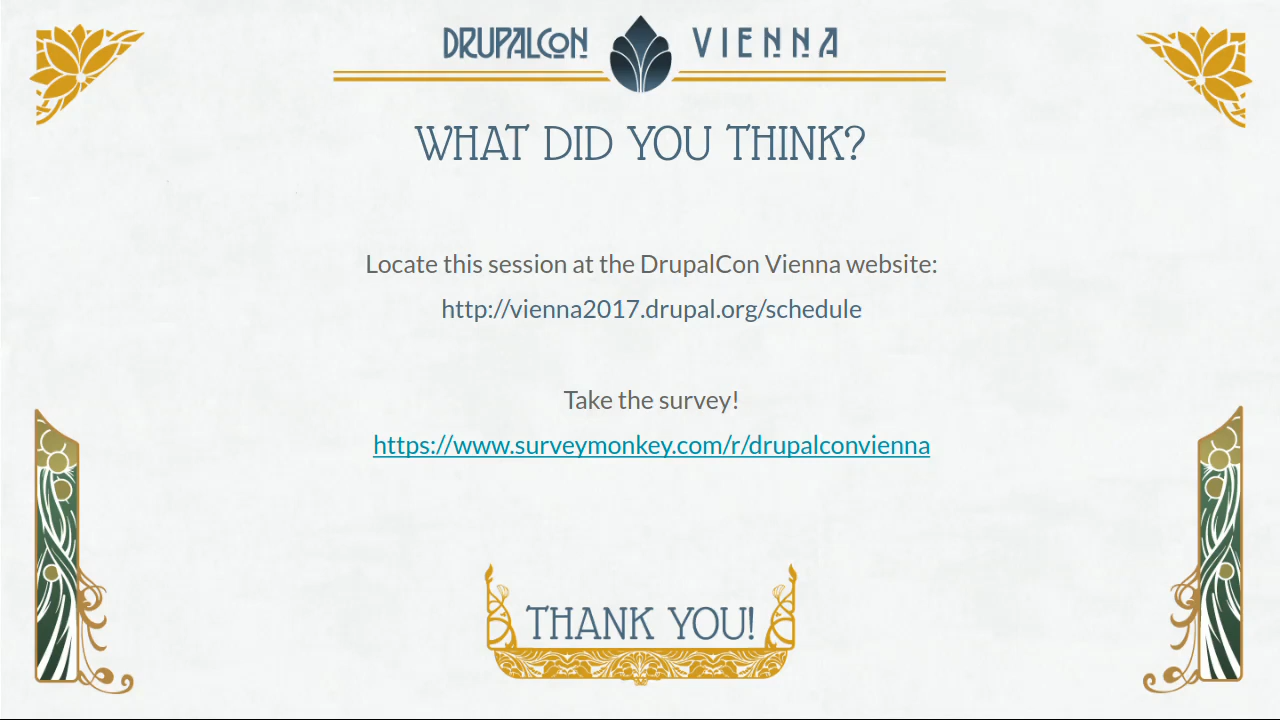 DRUPALCON VIENNA
WHAT DID YOU THINK?
Locate this session at the DrupalCon Vienna website:
http://vienna2017.drupal.org/schedule
Take the survey!
https://www.surveymonkey.com/r/drupalconvienna
THANK YOU!